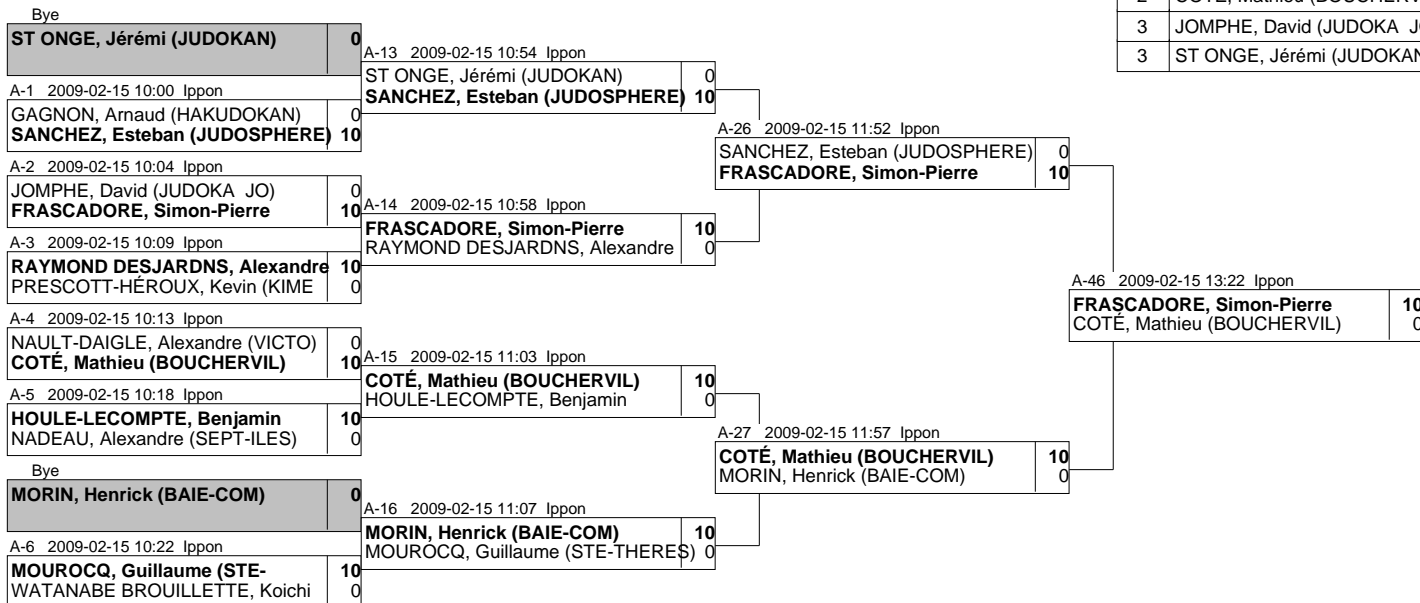 Bye
ST ONGE, Jérémi (JUDOKAN) 0
A-1 2009-02-15 10:00 Ippon
GAGNON, Arnaud (HAKUDOKAN) 0
SANCHEZ, Esteban (JUDOSPHERE) 10
A-2 2009-02-15 10:04 Ippon
JOMPHE, David (JUDOKA JO) 0
FRASCADORE, Simon-Pierre 10
A-3 2009-02-15 10:09 Ippon
RAYMOND DESJARDNS, Alexandre 10
PRESCOTT-HÉROUX, Kevin (KIME 0
A-4 2009-02-15 10:13 Ippon
NAULT-DAIGLE, Alexandre (VICTO) 0
COTÉ, Mathieu (BOUCHERVIL) 10
A-5 2009-02-15 10:18 Ippon
HOULE-LECOMPTE, Benjamin 10
NADEAU, Alexandre (SEPT-ILES) 0
Bye
MORIN, Henrick (BAIE-COM) 0
A-6 2009-02-15 10:22 Ippon
MOUROCQ, Guillaume (STE- 10
WATANABE BROUILLETTE, Koichi 0
A-13 2009-02-15 10:54 Ippon
ST ONGE, Jérémi (JUDOKAN) 0
SANCHEZ, Esteban (JUDOSPHERE) 10
A-14 2009-02-15 10:58 Ippon
FRASCADORE, Simon-Pierre 10
RAYMOND DESJARDNS, Alexandre 0
A-15 2009-02-15 11:03 Ippon
COTÉ, Mathieu (BOUCHERVIL) 10
HOULE-LECOMPTE, Benjamin 0
A-16 2009-02-15 11:07 Ippon
MORIN, Henrick (BAIE-COM) 10
MOUROCQ, Guillaume (STE-THERES) 0
A-26 2009-02-15 11:52 Ippon
SANCHEZ, Esteban (JUDOSPHERE) 0
FRASCADORE, Simon-Pierre 10
A-27 2009-02-15 11:57 Ippon
COTÉ, Mathieu (BOUCHERVIL) 10
MORIN, Henrick (BAIE-COM) 0
A-46 2009-02-15 13:22 Ippon
FRASCADORE, Simon-Pierre 10
COTÉ, Mathieu (BOUCHERVIL) 0
2 COTÉ, Mathieu (BOUCHERV
3 JOMPHE, David (JUDOKA JO
3 ST ONGE, Jérémi (JUDOKAN